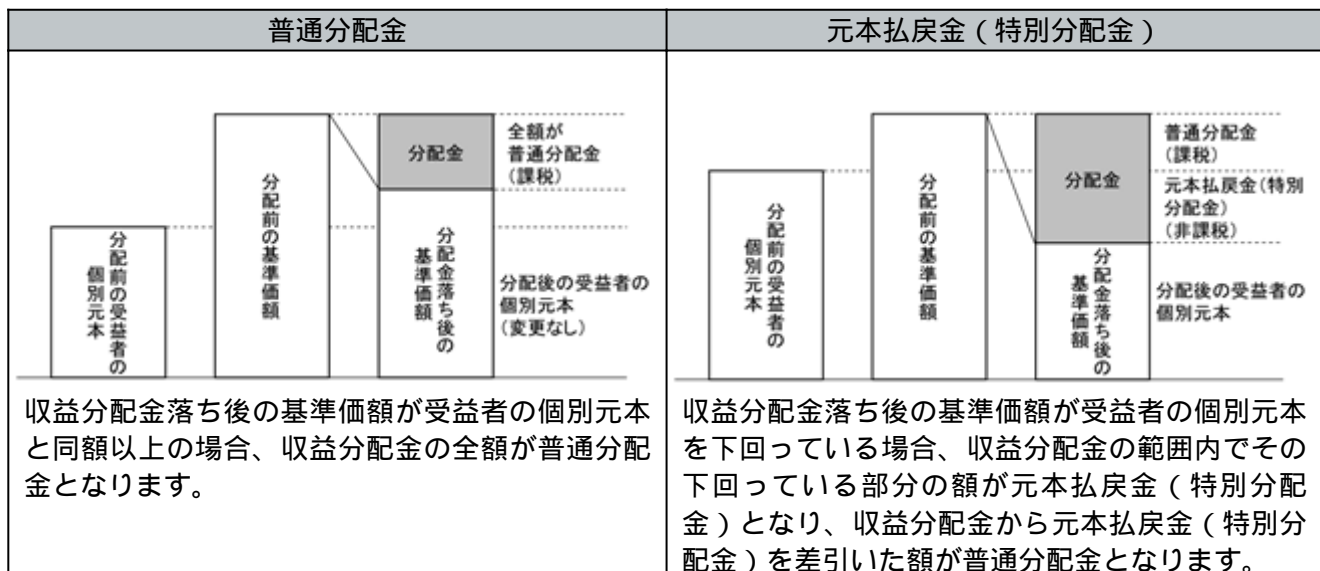 普通分配金
分配前の受益者の
個別元本
分配前の基準価額
分配金
分配金落ち後の
基準価額
全額が
普通分配金
(課税)
分配後の受益者の
個別元本
(変更なし)
収益分配金落ち後の基準価額が受益者の個別元本
と同額以上の場合、収益分配金の全額が普通分配
金となります。
元本払戻金(特別分配金)
分配前の受益者の
個別元本
分配前の基準価額
分配金
分配金落ち後の
基準価額
普通分配金
(課税)
元本払戻金(特別
分配金)
(非課税)
分配後の受益者の
個別元本
収益分配金落ち後の基準価額が受益者の個別元本
を下回っている場合、収益分配金の範囲内でその
下回っている部分の額が元本払戻金(特別分配
金)となり、収益分配金から元本払戻金(特別分
配金)を差引いた額が普通分配金となります。